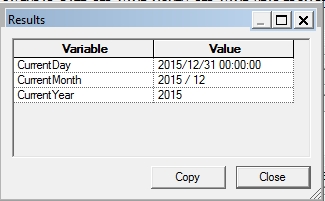 Results
Variable Value
CurrentDay 2015/12/31 00:00:00
CurrentMonth 2015 / 12
CurrentYear 2015
Copy Close